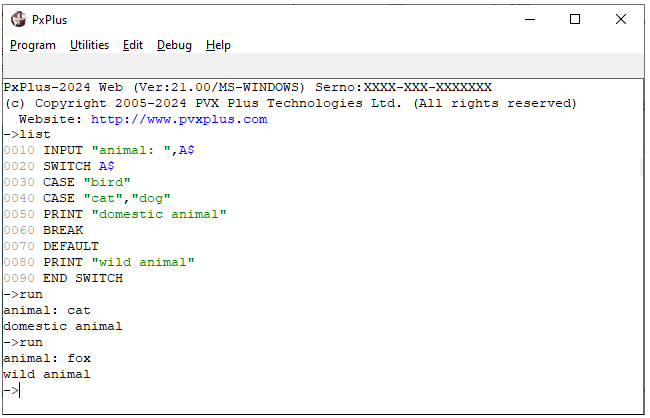 PxPlus
Program Utilities Edit Debug Help
PxPlus-2024 Web (Ver:21.00/MS-WINDOWS) Serno:XXXX-XXX-XXXXXXX
(c) Copyright 2005-2024 PVX Plus Technologies Ltd. (All rights reserved)
  Website: http://www.pvxplus.com
->list
0010 INPUT "animal: ",A$
0020 SWITCH A$
0030 CASE "bird"
0040 CASE "cat","dog"
0050 PRINT "domestic animal"
0060 BREAK
0070 DEFAULT
0080 PRINT "wild animal"
0090 END SWITCH
->run
animal: cat
domestic animal
->run
animal: fox
wild animal
->